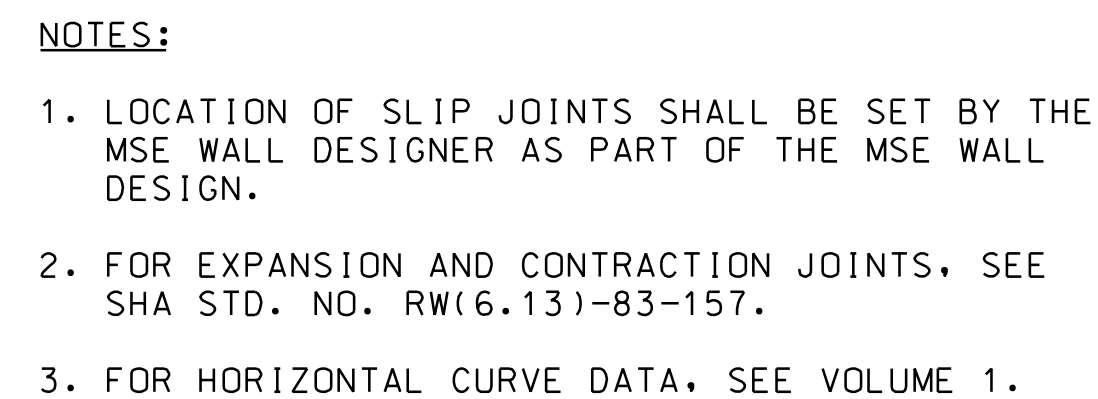 NOTES:
1. LOCATION OF SLIP JOINTS SHALL BE SET BY THE
MSE WALL DESIGNER AS PART OF THE MSE WALL
DESIGN.
2. FOR EXPANSION AND CONTRACTION JOINTS, SEE
SHA STD. NO. RW(6.13)-83-157.
3. FOR HORIZONTAL CURVE DATA, SEE VOLUME 1.